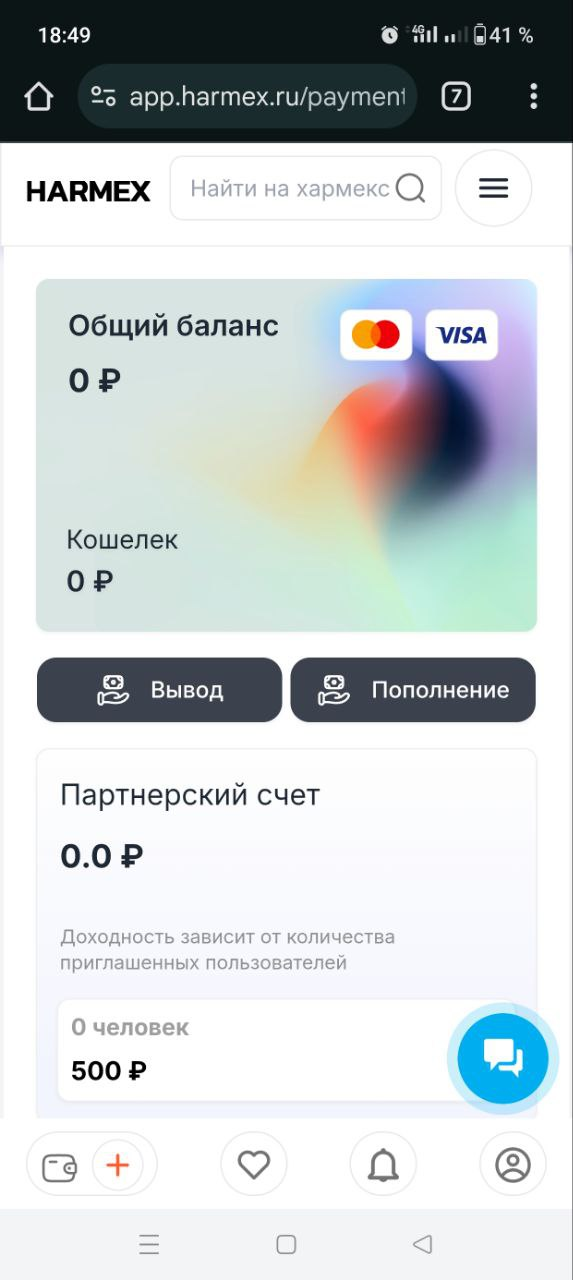 18:49
4G
41 %
app.harmex.ru/payment
7
HARMEX
Найти на хармекс
Общий баланс
VISA
0 ₽
Кошелек
0 ₽
Вывод
Пополнение
Партнерский счет
0.0 ₽
Доходность зависит от количества
приглашенных пользователей
0 человек
500 ₽